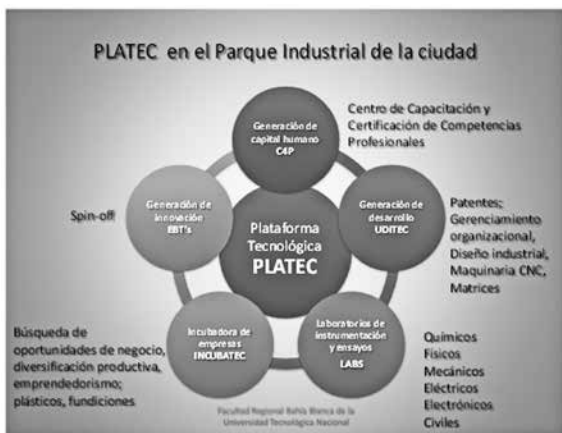 PLATEC en el Parque Industrial de la ciudad
Generación de
capital humano
C4P
Centro de Capacitación y
Certificación de Competencias
Profesionales
Spin-off
Generación de
innovación
EBT's
Plataforma
Tecnológica
PLATEC
Generación de
desarrollo
UDITEC
Patentes;
Gerenciamiento
organizacional,
Diseño industrial,
Maquinaria CNC,
Matrices
Búsqueda de
oportunidades de negocio,
diversificación productiva,
emprendedorismo;
plásticos, fundiciones
Incubadora de
empresas
INCUBATEC
Laboratorios de
instrumentación
y ensayos
LABS
Químicos
Físicos
Mecánicos
Eléctricos
Electrónicos
Civiles
Facultad Regional Bahía Blanca de la
Universidad Tecnológica Nacional